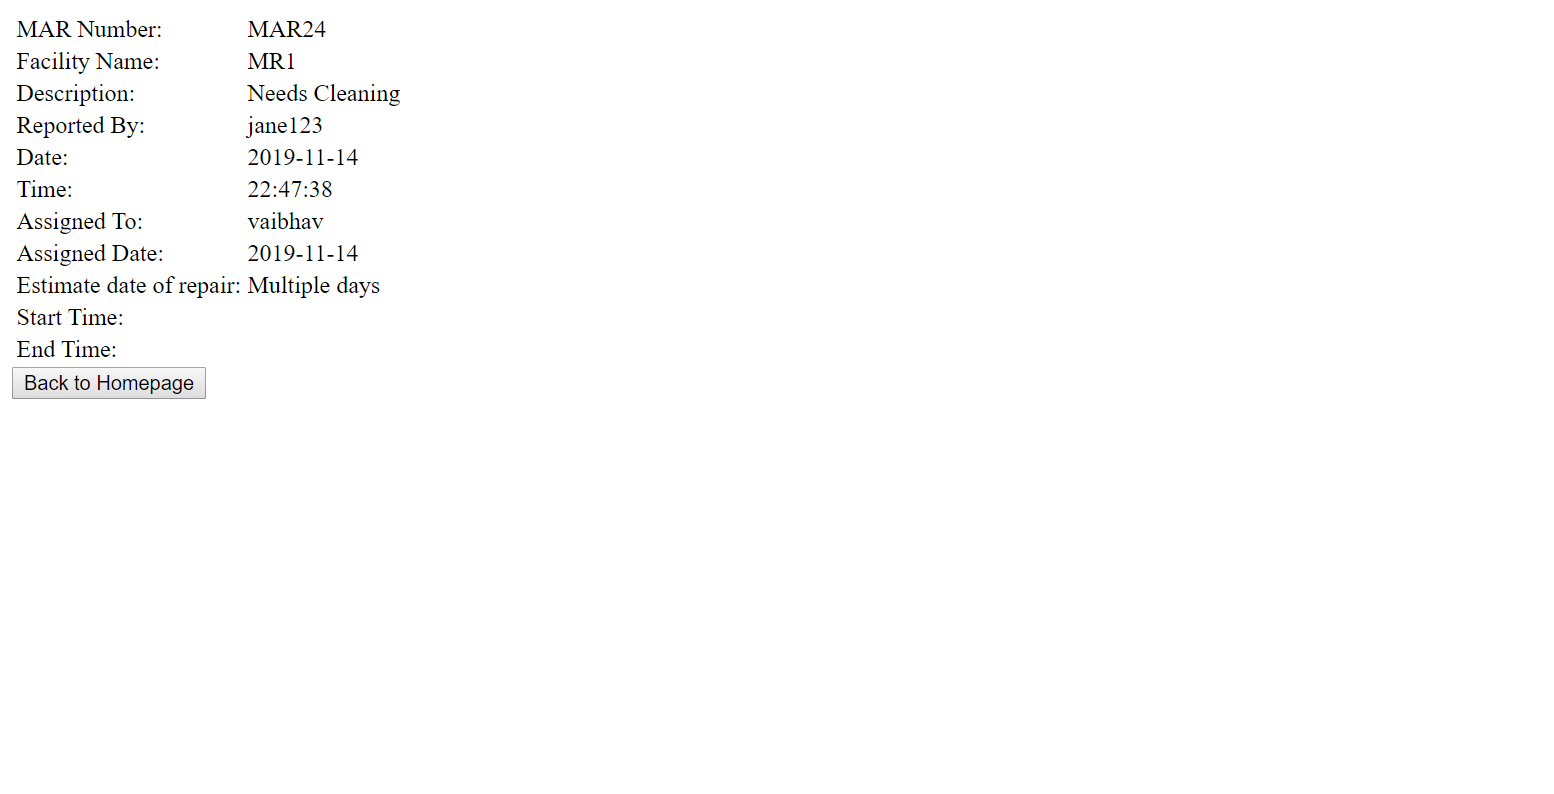 MAR Number: MAR24
Facility Name: MR1
Description: Needs Cleaning
Reported By: jane123
Date: 2019-11-14
Time: 22:47:38
Assigned To: vaibhav
Assigned Date: 2019-11-14
Estimate date of repair: Multiple days
Start Time:
End Time:
Back to Homepage